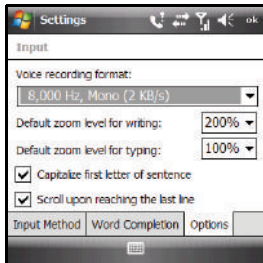 Settings
ok
Input
Voice recording format:
8,000 Hz, Mono (2 KB/s)
Default zoom level for writing: 200%
Default zoom level for typing: 100%
Capitalize first letter of sentence
Scroll upon reaching the last line
Input Method Word Completion Options